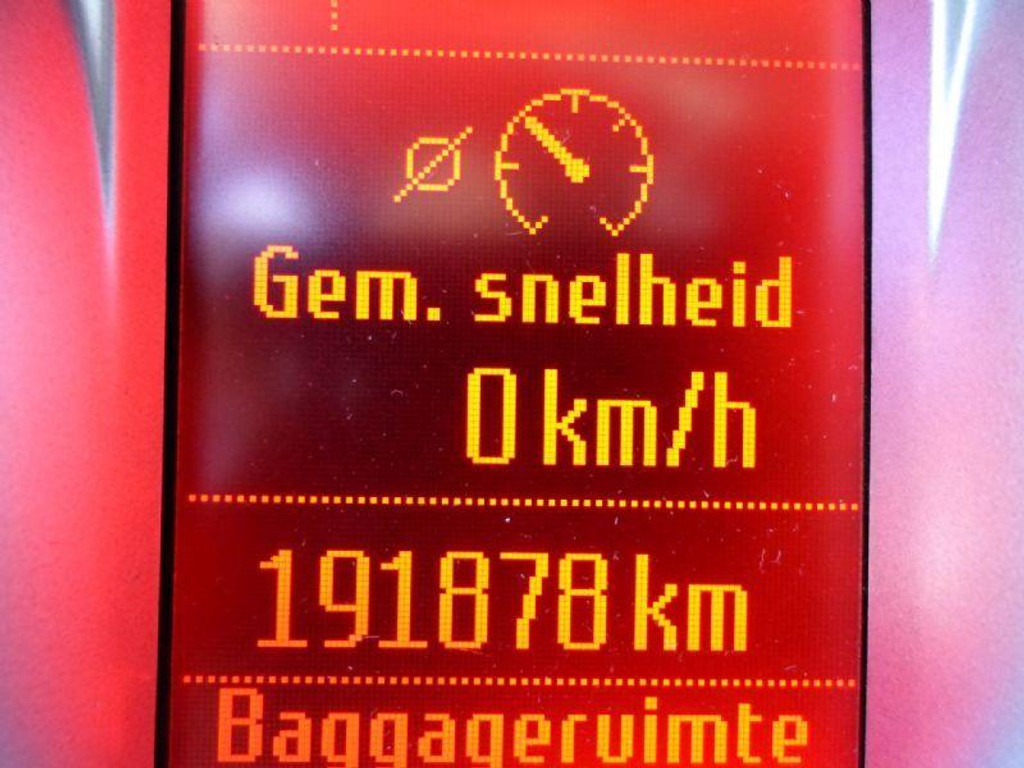 Gem. snelheid
0 km/h
191878 km
Baggageruimte